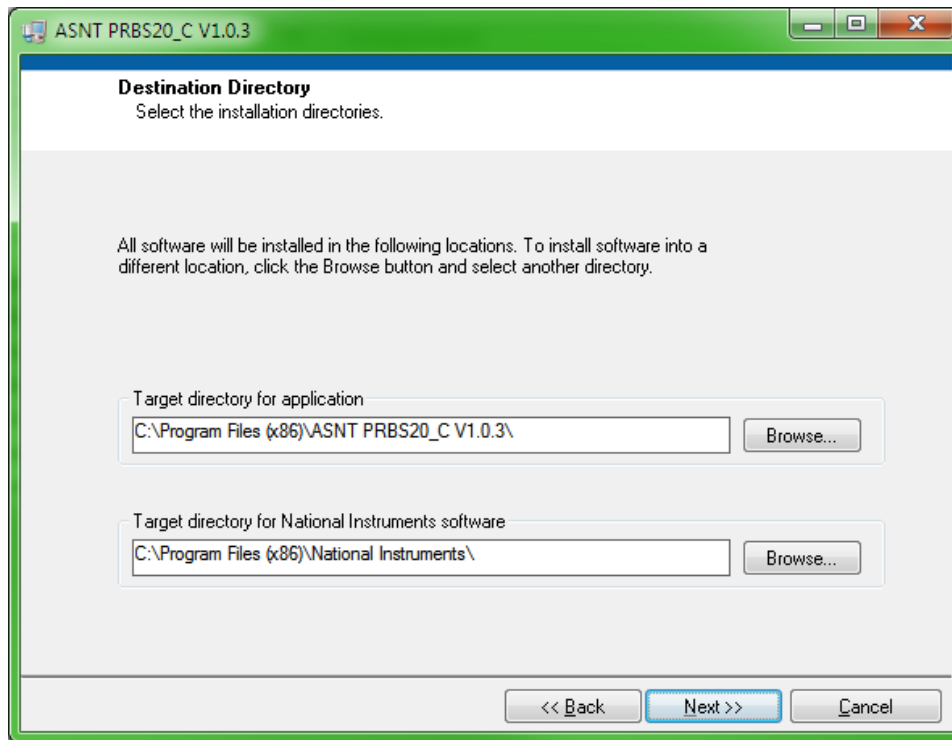 ASNT PRBS20_C V1.0.3
Destination Directory
Select the installation directories.
All software will be installed in the following locations. To install software into a
different location, click the Browse button and select another directory.
Target directory for application
C:\Program Files (x86)\ASNT PRBS20_C V1.0.3\
Browse...
Target directory for National Instruments software
C:\Program Files (x86)\National Instruments\
Browse...
<< Back
Next >>
Cancel